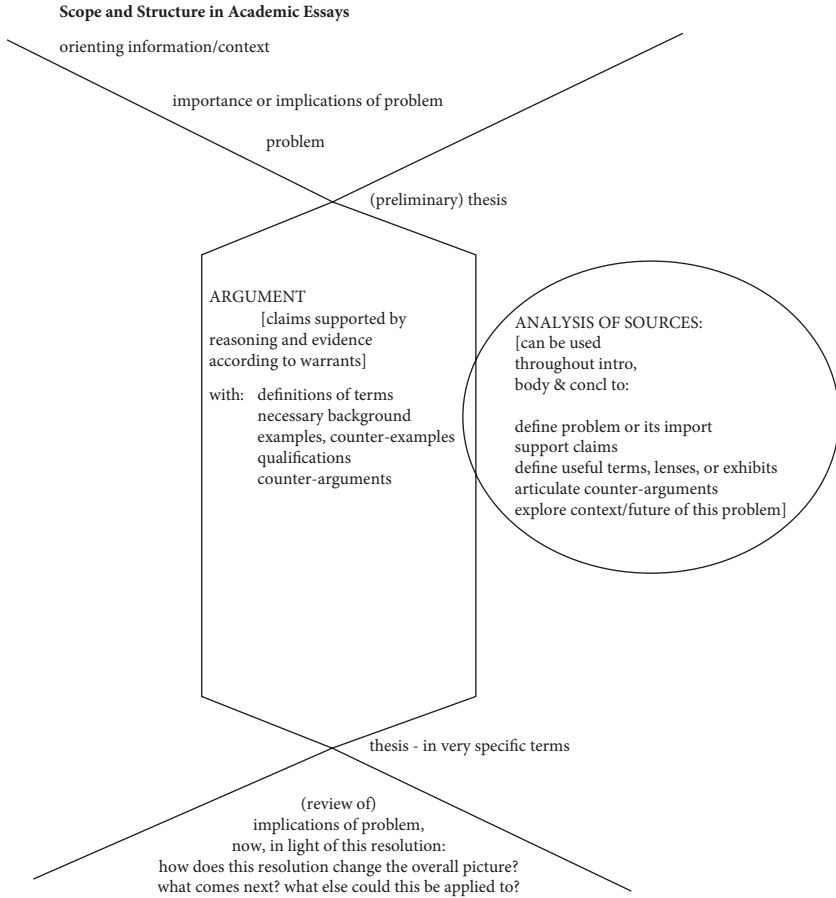 Scope and Structure in Academic Essays
orienting information/context
importance or implications of problem
problem
(preliminary) thesis
ARGUMENT
[claims supported by
reasoning and evidence
according to warrants]
with: definitions of terms
necessary background
examples, counter-examples
qualifications
counter-arguments
ANALYSIS OF SOURCES:
[can be used
throughout intro,
body & concl to:
define problem or its import
support claims
define useful terms, lenses, or exhibits
articulate counter-arguments
explore context/future of this problem]
thesis - in very specific terms
(review of)
implications of problem,
now, in light of this resolution:
how does this resolution change the overall picture?
what comes next? what else could this be applied to?